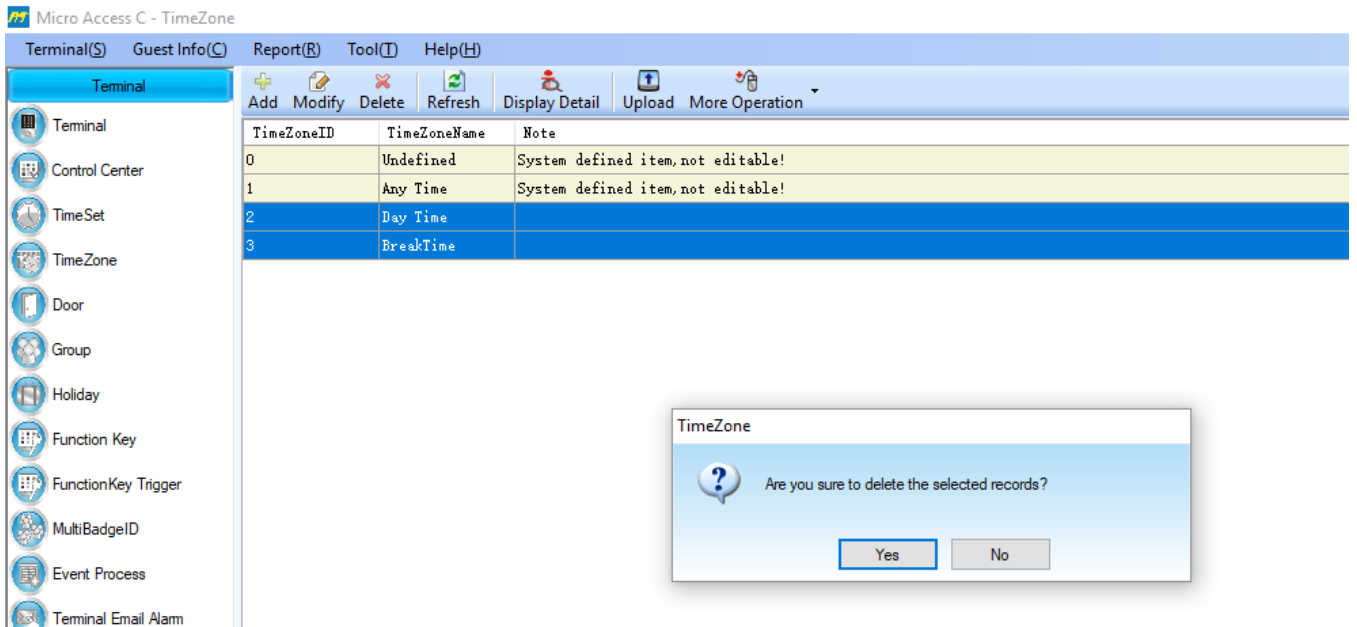 Micro Access C - TimeZone
Terminal(S) Guest Info(C) Report(R) Tool(T) Help(H)
Terminal
Add Modify Delete Refresh Display Detail Upload More Operation
Terminal
Control Center
TimeSet
TimeZone
Door
Group
Holiday
Function Key
FunctionKey Trigger
MultiBadgeID
Event Process
Terminal Email Alarm
TimeZoneID TimeZoneName Note
0 Undefined System defined item,not editable!
1 Any Time System defined item,not editable!
2 Day Time
3 BreakTime
TimeZone
Are you sure to delete the selected records?
Yes No